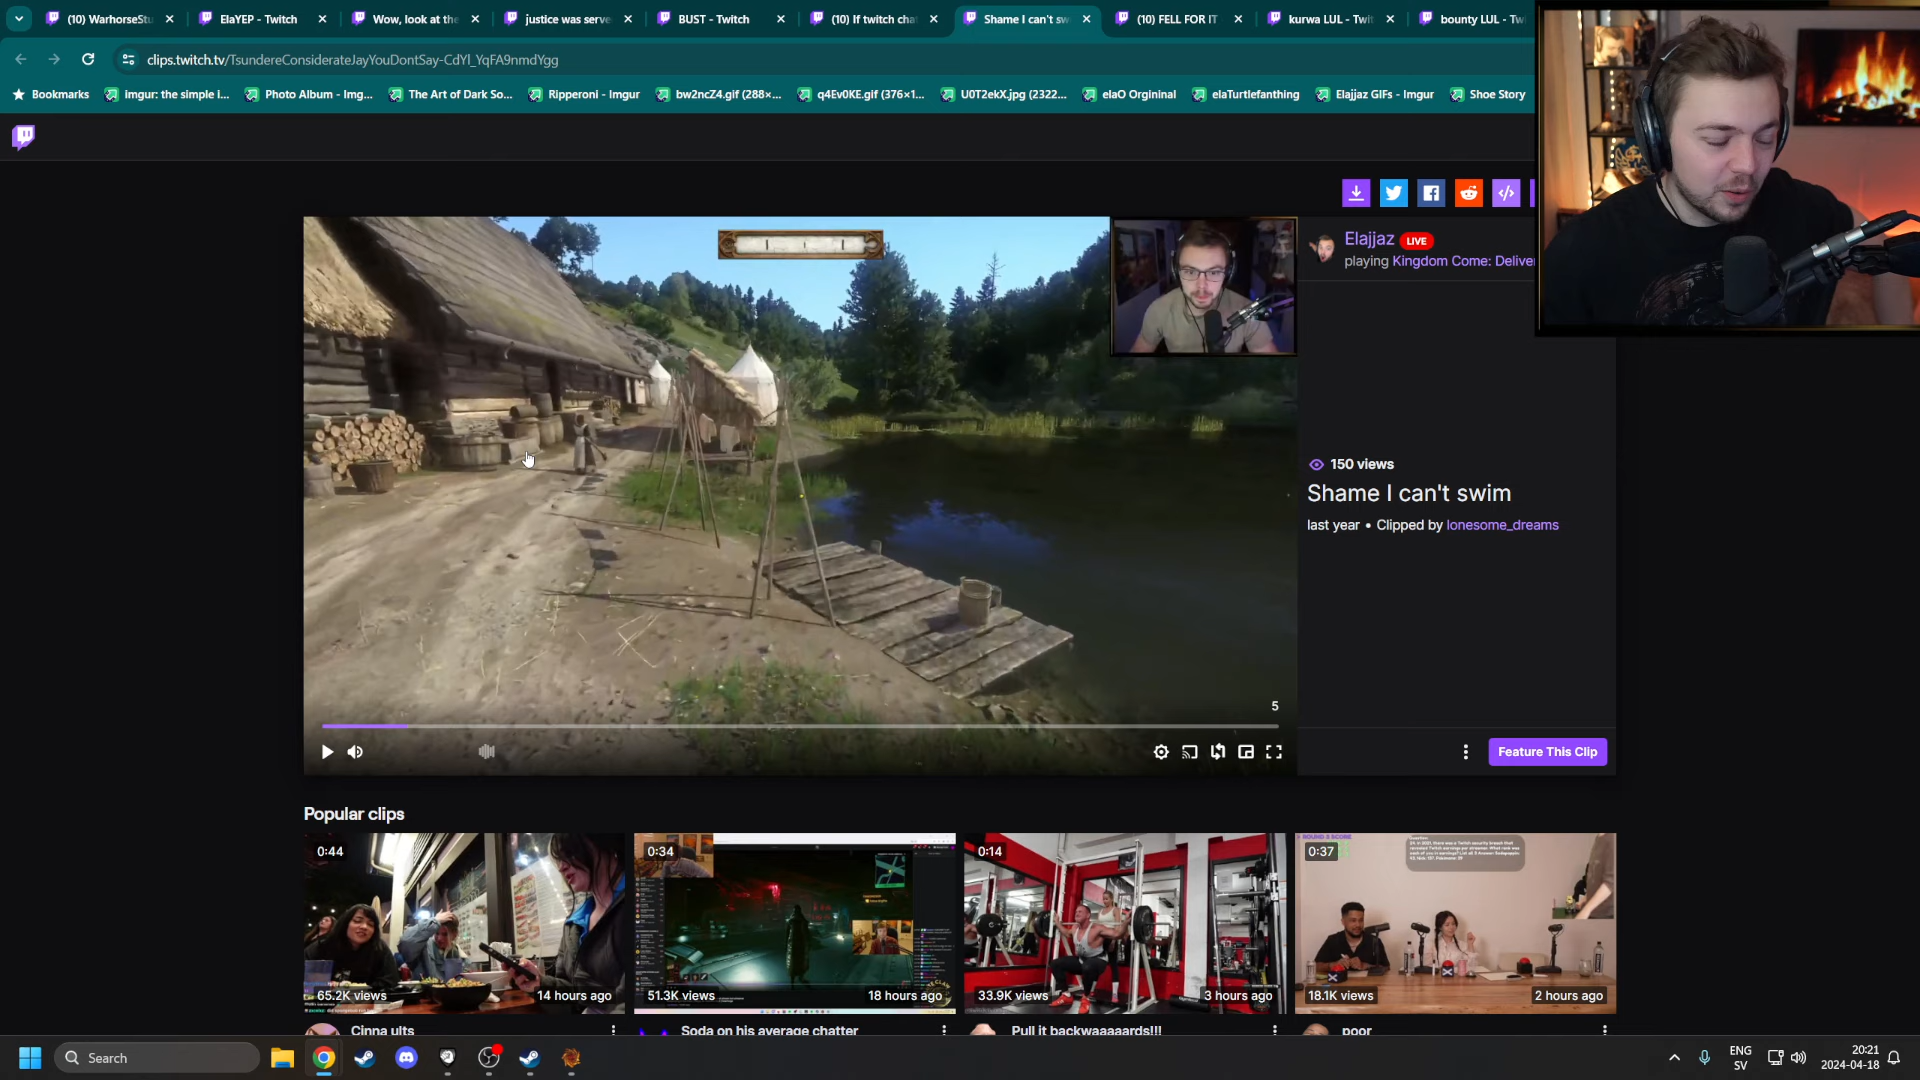 (10) WarhorseStu
ElaYEP - Twitch
Wow, look at the
justice was serve
BUST - Twitch
(10) If twitch cha
Shame I can't sw
(10) FELL FOR IT
kurwa LUL - Twit
bounty LUL - Tw
clips.twitch.tv/TsundereConsiderateJayYouDontSay-CdYl_YqFA9nmdYgg
Bookmarks
imgur: the simple i...
Photo Album - Img...
The Art of Dark So...
Ripperoni - Imgur
bw2ncZ4.gif (288×...
q4Ev0KE.gif (376×1...
U0T2ekX.jpg (2322...
elaO Orgininal
elaTurtlefanthing
Elajjaz GIFs - Imgur
Shoe Story
Elajjaz LIVE
playing Kingdom Come: Deliver
150 views
Shame I can't swim
last year • Clipped by lonesome_dreams
5
Feature This Clip
Popular clips
0:44
65.2K views
14 hours ago
0:34
51.3K views
18 hours ago
0:14
33.9K views
3 hours ago
0:37
18.1K views
2 hours ago
Cinna ults
Soda on his average chatter
Pull it backwaaaaards!!!
poor
Search
ENG
SV
20:21
2024-04-18